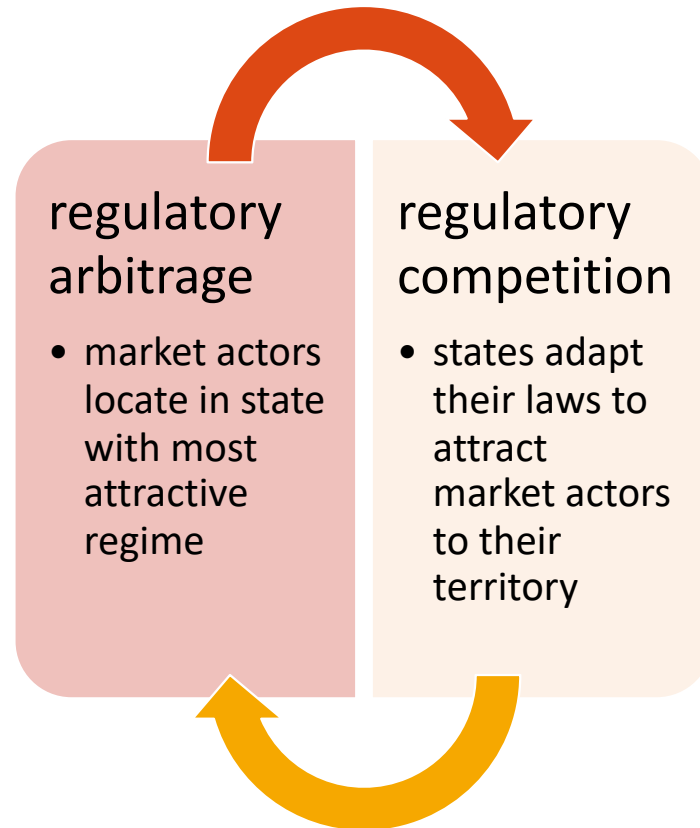 regulatory
arbitrage
• market actors
locate in state
with most
attractive
regime
regulatory
competition
• states adapt
their laws to
attract
market actors
to their
territory